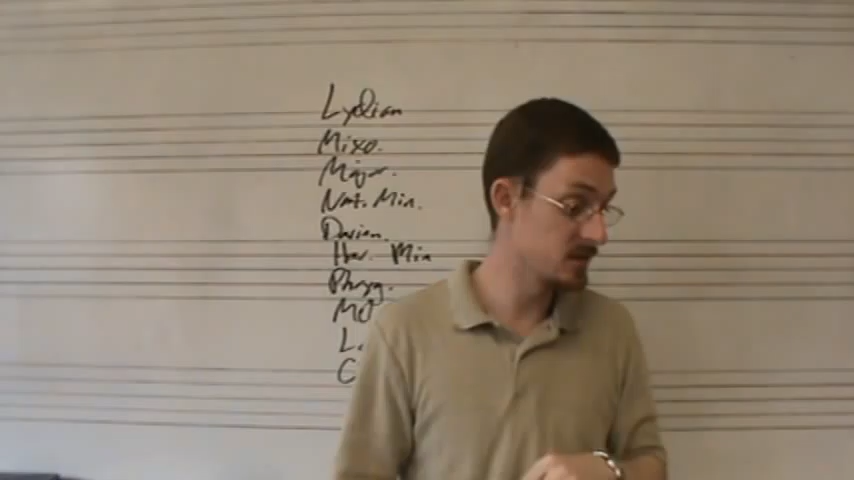 Lydian
Mixo.
Major.
Nat. Min.
Dorian.
Har. Min
Phryg.
L.
C